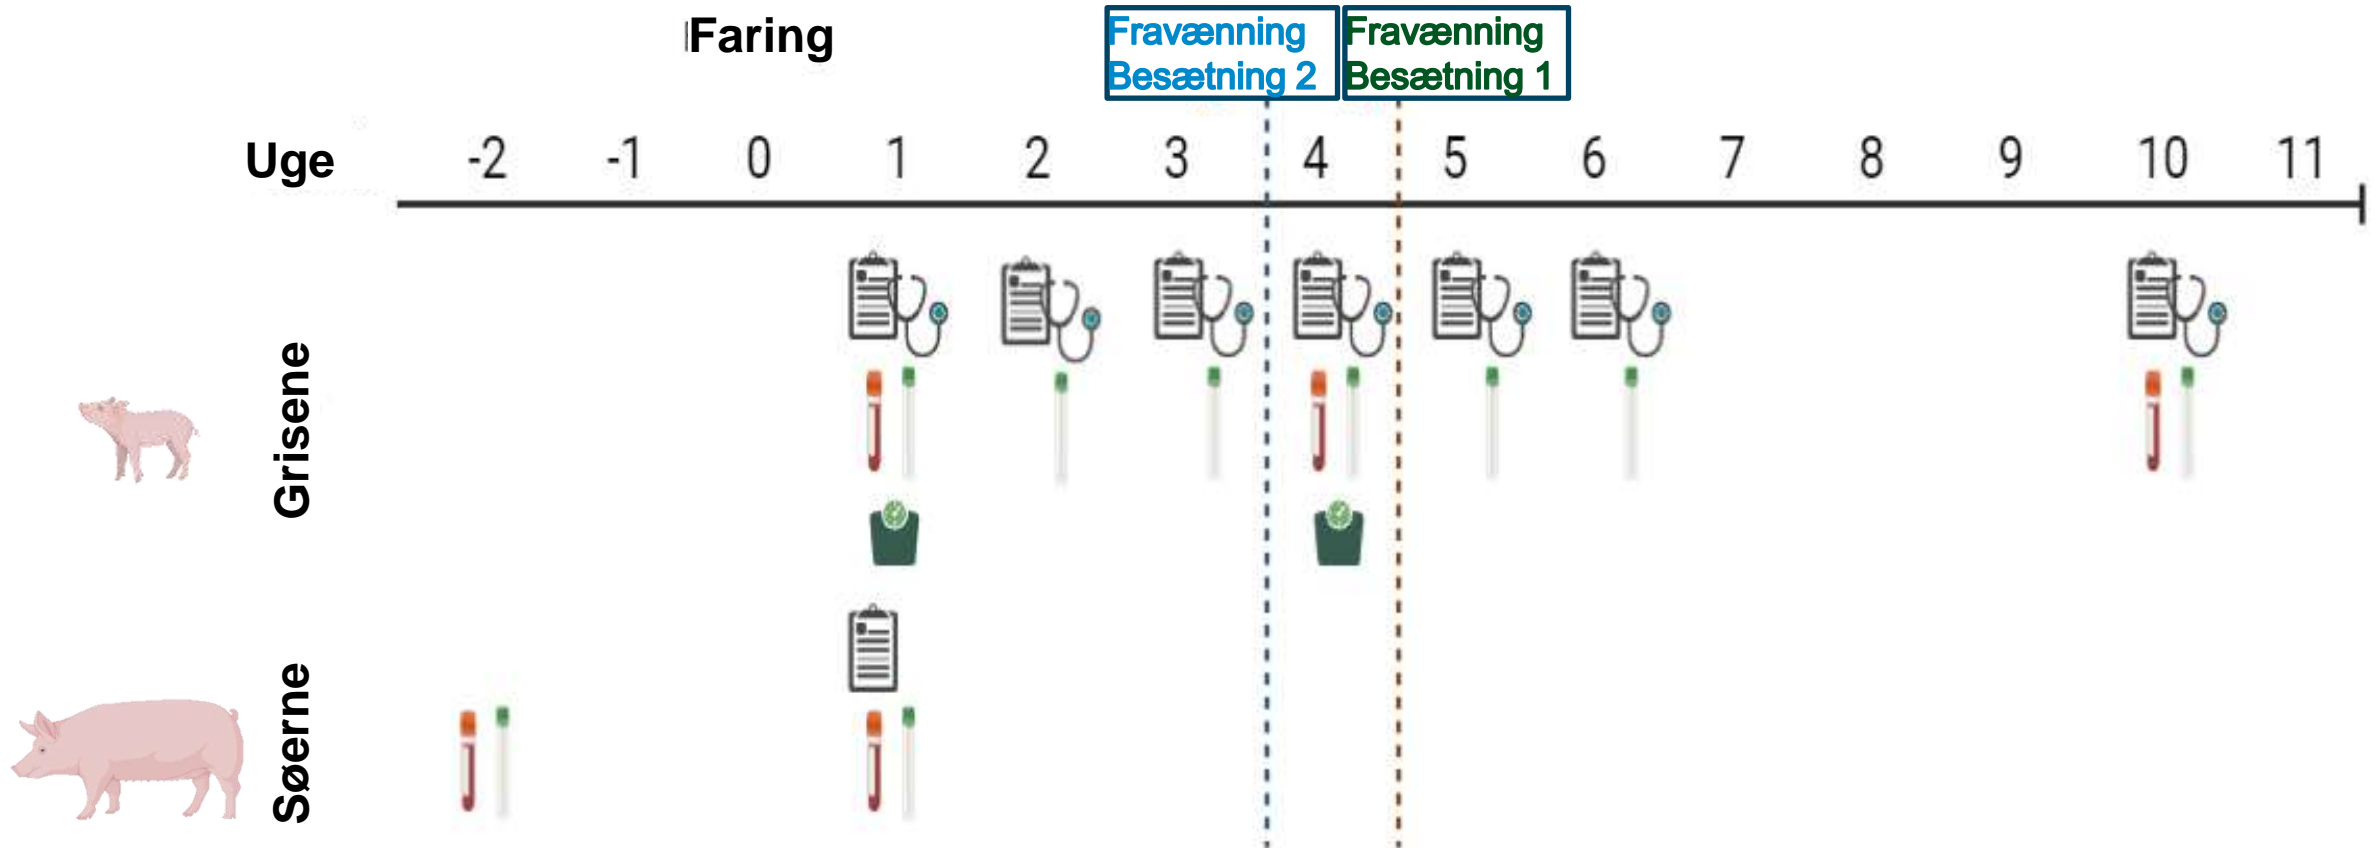 Faring
Fravænning
Besætning 2
Fravænning
Besætning 1
Uge -2 -1 0 1 2 3 4 5 6 7 8 9 10 11
Grisene
Søerne